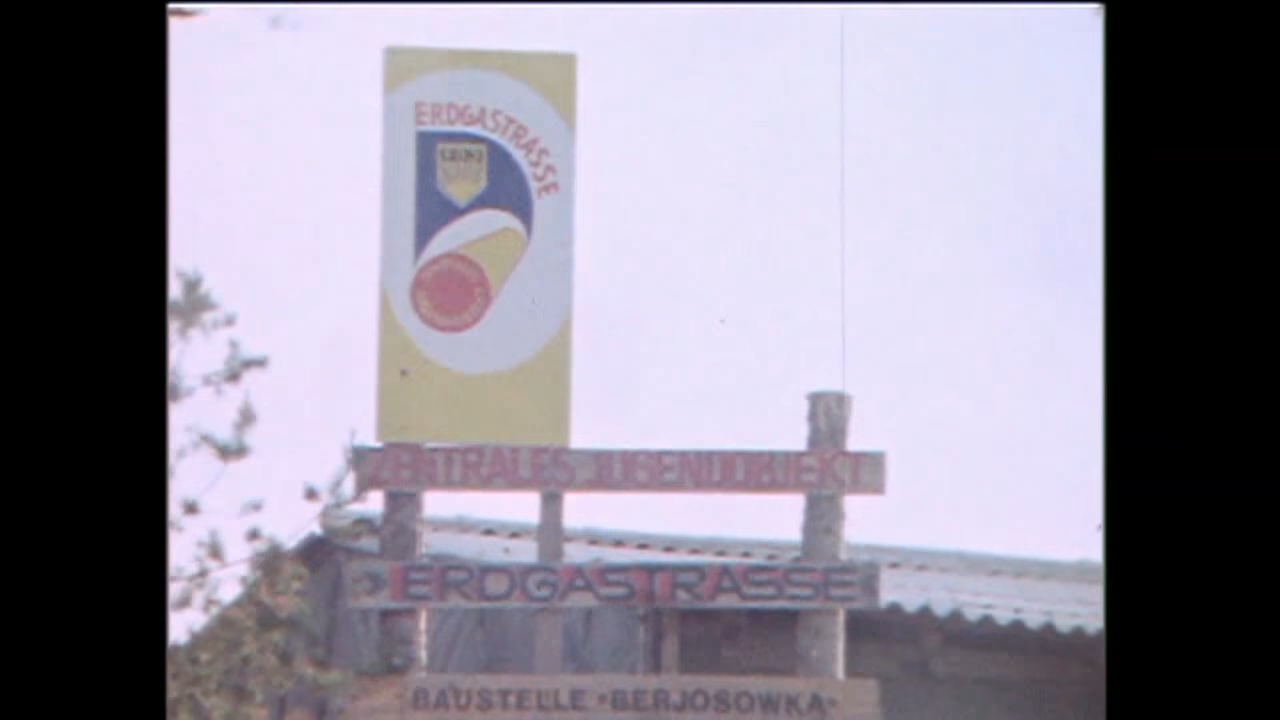 ERDGASTRASSE
ZENTRALES JUGENDOBJEKT
ERDGASTRASSE
BAUSTELLE "BERJOSOWKA"